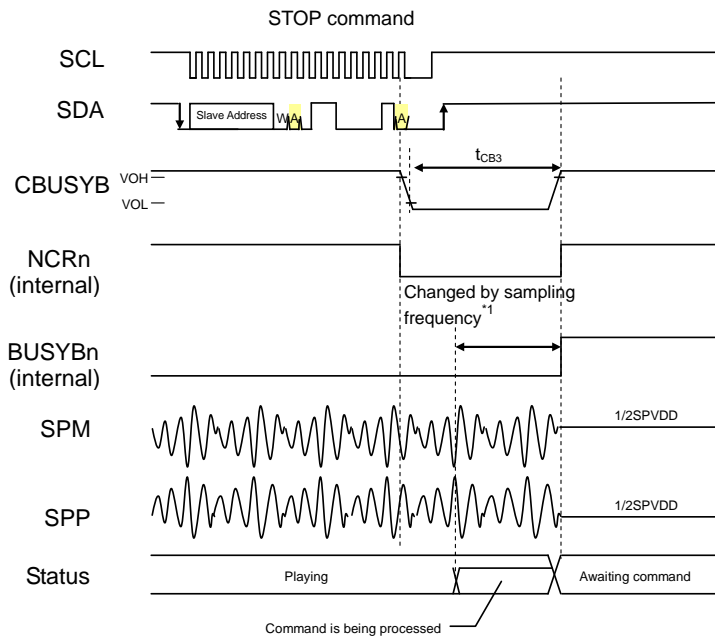 STOP command
SCL
SDA
Slave Address
W
A
A
tCB3
CBUSYB
VOH
VOL
NCRn
(internal)
Changed by sampling
frequency*1
BUSYBn
(internal)
SPM
1/2SPVDD
SPP
1/2SPVDD
Status
Playing
Awaiting command
Command is being processed